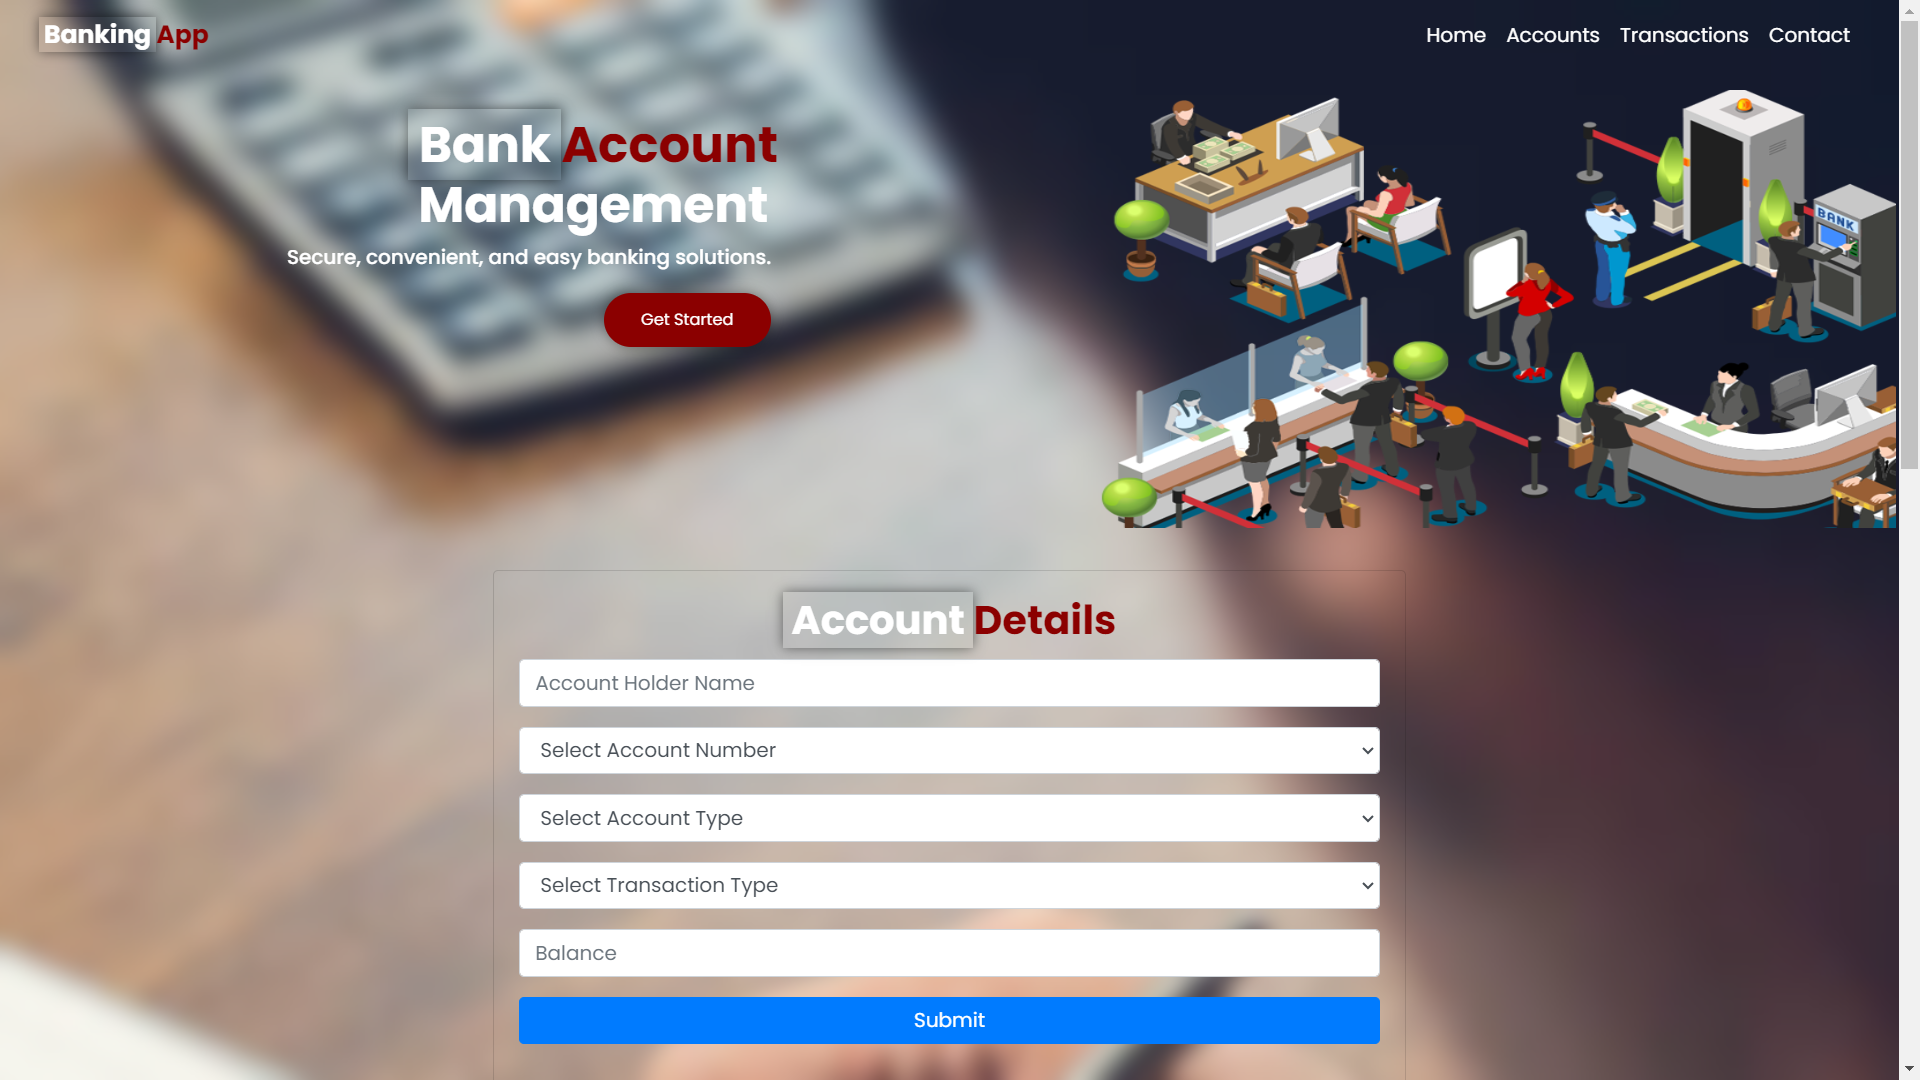 Banking App
Home Accounts Transactions Contact
Bank Account
Management
Secure, convenient, and easy banking solutions.
Get Started
BANK
Account Details
Account Holder Name
Select Account Number
Select Account Type
Select Transaction Type
Balance
Submit